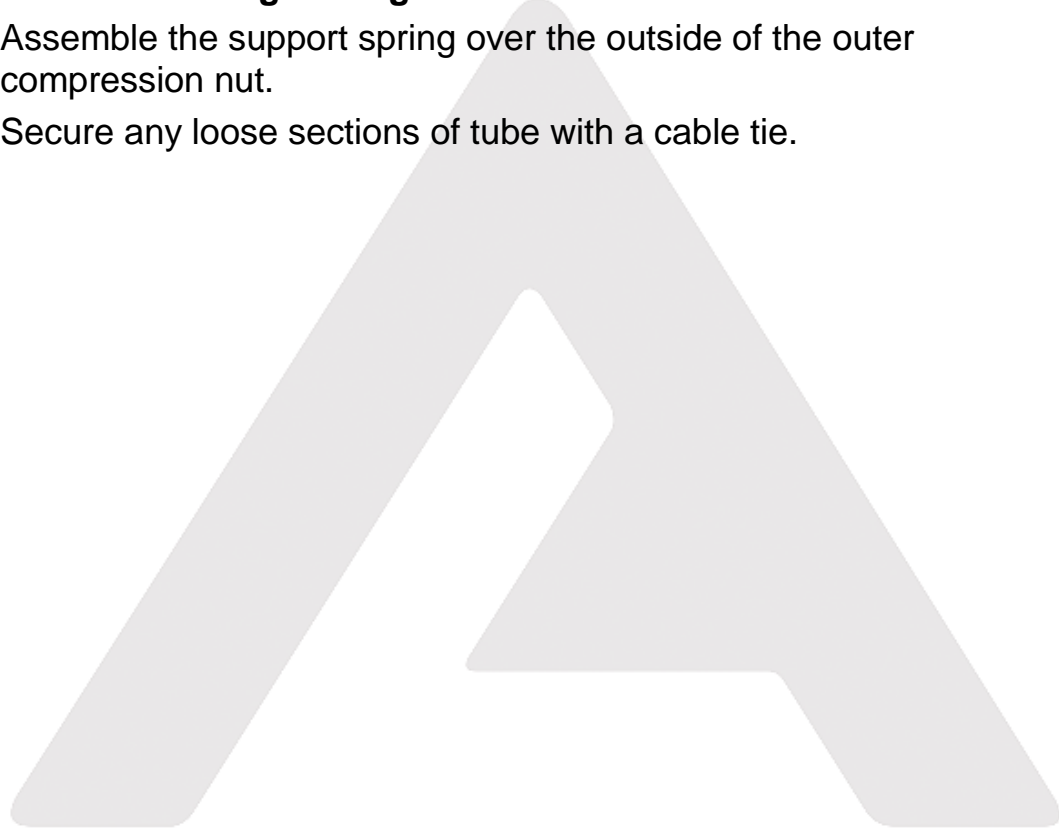 Assemble the support spring over the outside of the outer
compression nut.
Secure any loose sections of tube with a cable tie.